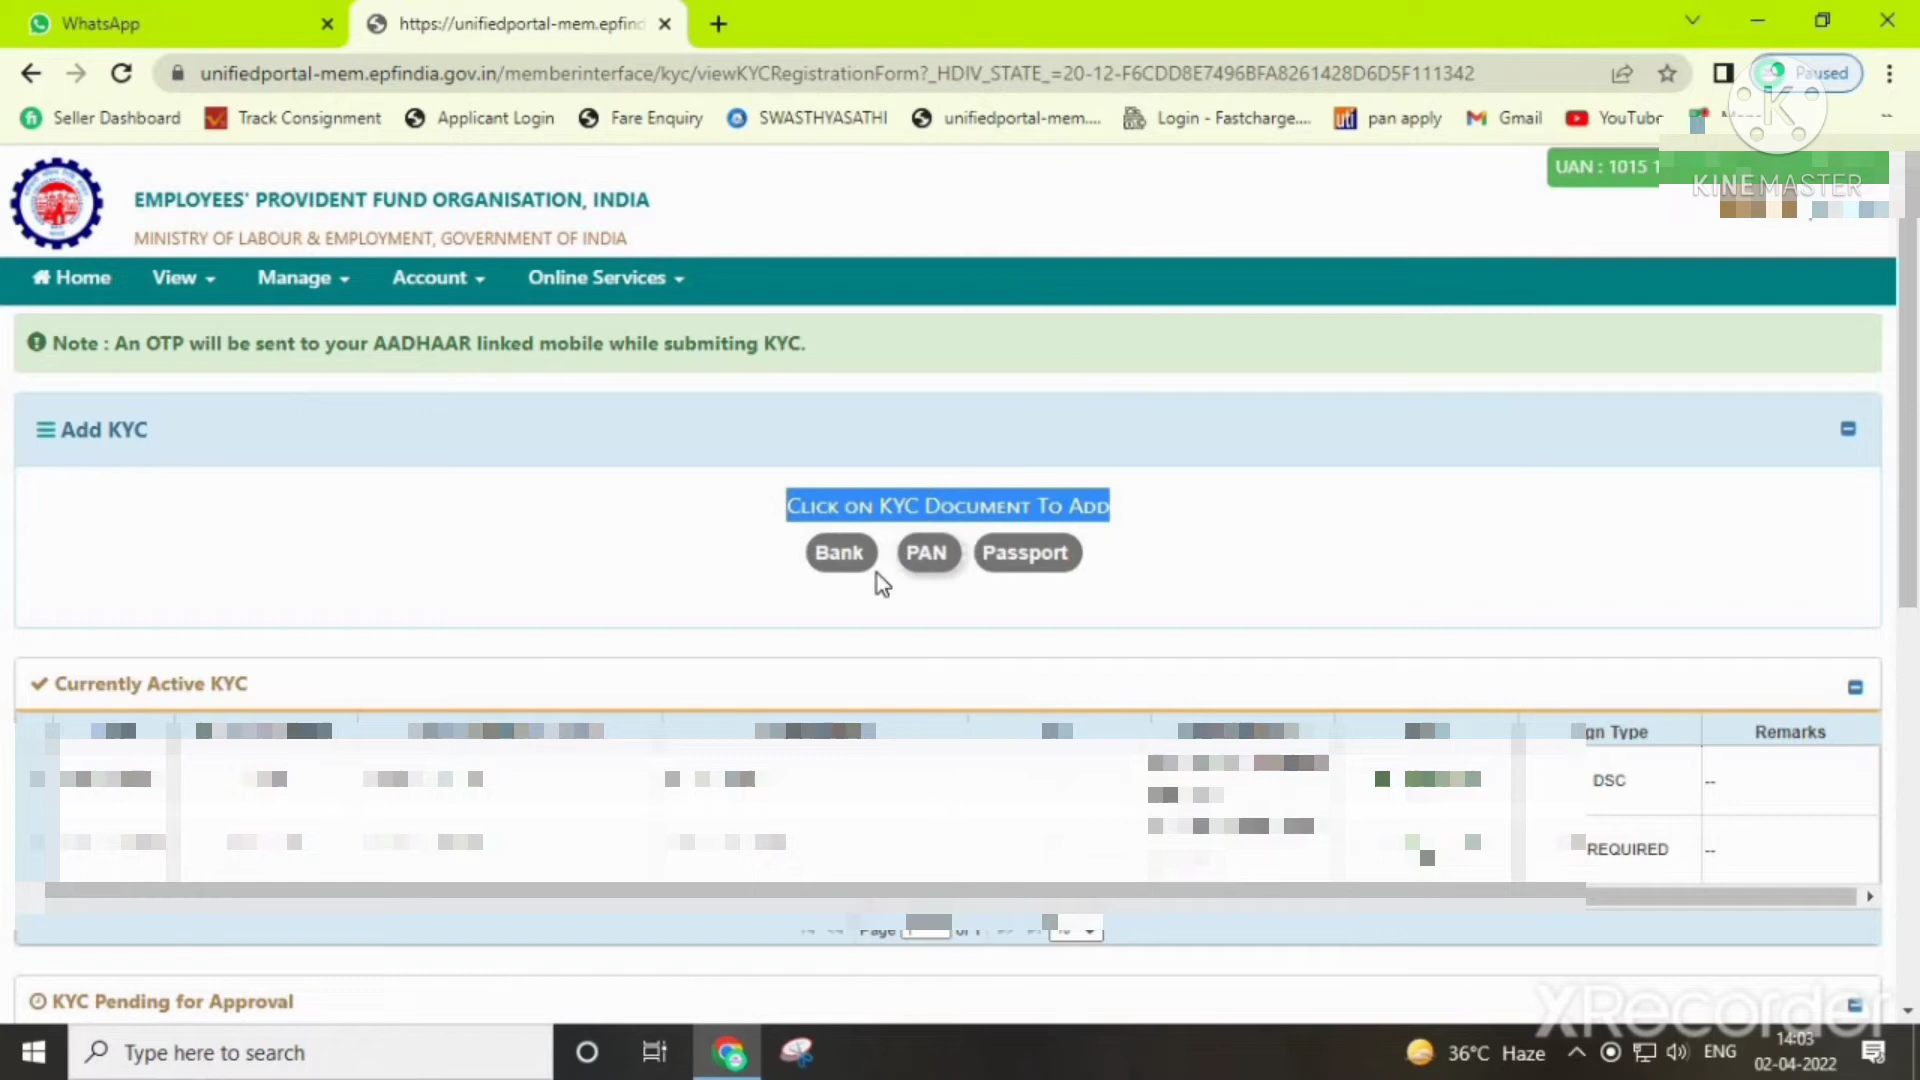 WhatsApp
https://unifiedportal-mem.epfind
unifiedportal-mem.epfindia.gov.in/memberinterface/kyc/viewKYCRegistrationForm?_HDIV_STATE_=20-12-F6CDD8E7496BFA8261428D6D5F111342
Paused
Seller Dashboard Track Consignment Applicant Login Fare Enquiry SWASTHYASATHI unifiedportal-mem.... Login - Fastcharge.... pan apply Gmail YouTube
K
UAN : 1015 1
KINEMASTER
EMPLOYEES' PROVIDENT FUND ORGANISATION, INDIA
MINISTRY OF LABOUR & EMPLOYMENT, GOVERNMENT OF INDIA
Home View Manage Account Online Services
Note : An OTP will be sent to your AADHAAR linked mobile while submiting KYC.
Add KYC
CLICK ON KYC DOCUMENT TO ADD
Bank PAN Passport
Currently Active KYC
gn Type Remarks
DSC --
REQUIRED --
Page of 1
KYC Pending for Approval
XRecorder
Type here to search
36°C Haze
ENG
14:03
02-04-2022